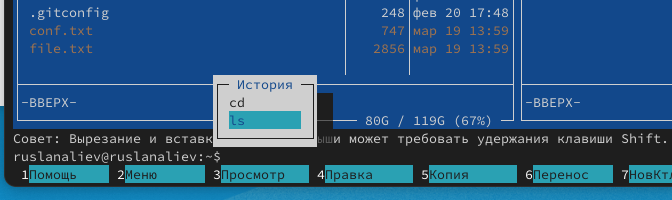 .gitconfig 248 фев 20 17:48
conf.txt 747 мар 19 13:59
file.txt 2856 мар 19 13:59
История
-ВВЕРХ- cd -ВВЕРХ-
ls 80G / 119G (67%)
Совет: Вырезание и встав ыши может требовать удержания клавиши Shift.
ruslanaliev@ruslanaliev:~$
1Помощь 2Меню 3Просмотр 4Правка 5Копия 6Перенос 7НовКтл